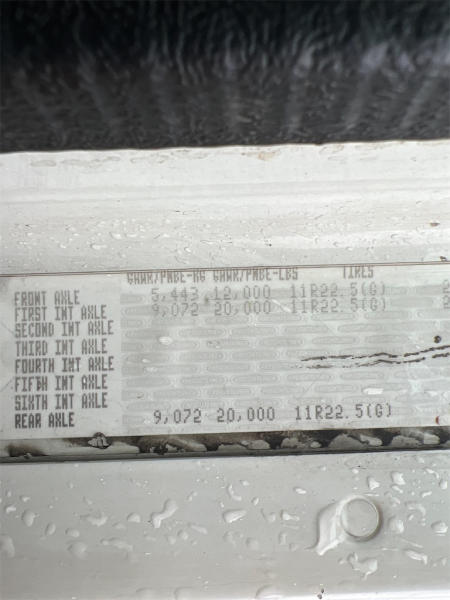 GAWR/PNBE-KG GAWR/PNBE-LBS TIRES
FRONT AXLE 5,443 12,000 11R22.5(G) 2
FIRST INT AXLE 9,072 20,000 11R22.5(G) 2
SECOND INT AXLE
THIRD INT AXLE
FOURTH INT AXLE
FIFTH INT AXLE
SIXTH INT AXLE
REAR AXLE 9,072 20,000 11R22.5(G)